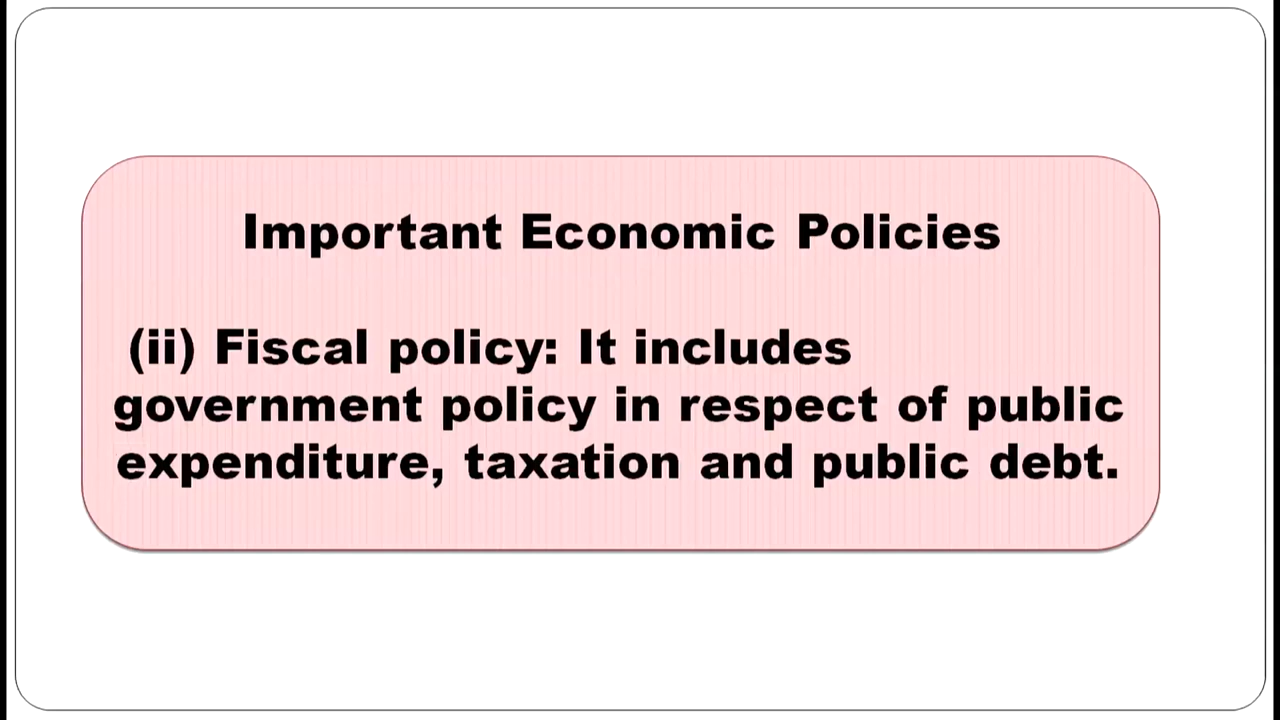 Important Economic Policies
(ii) Fiscal policy: It includes
government policy in respect of public
expenditure, taxation and public debt.